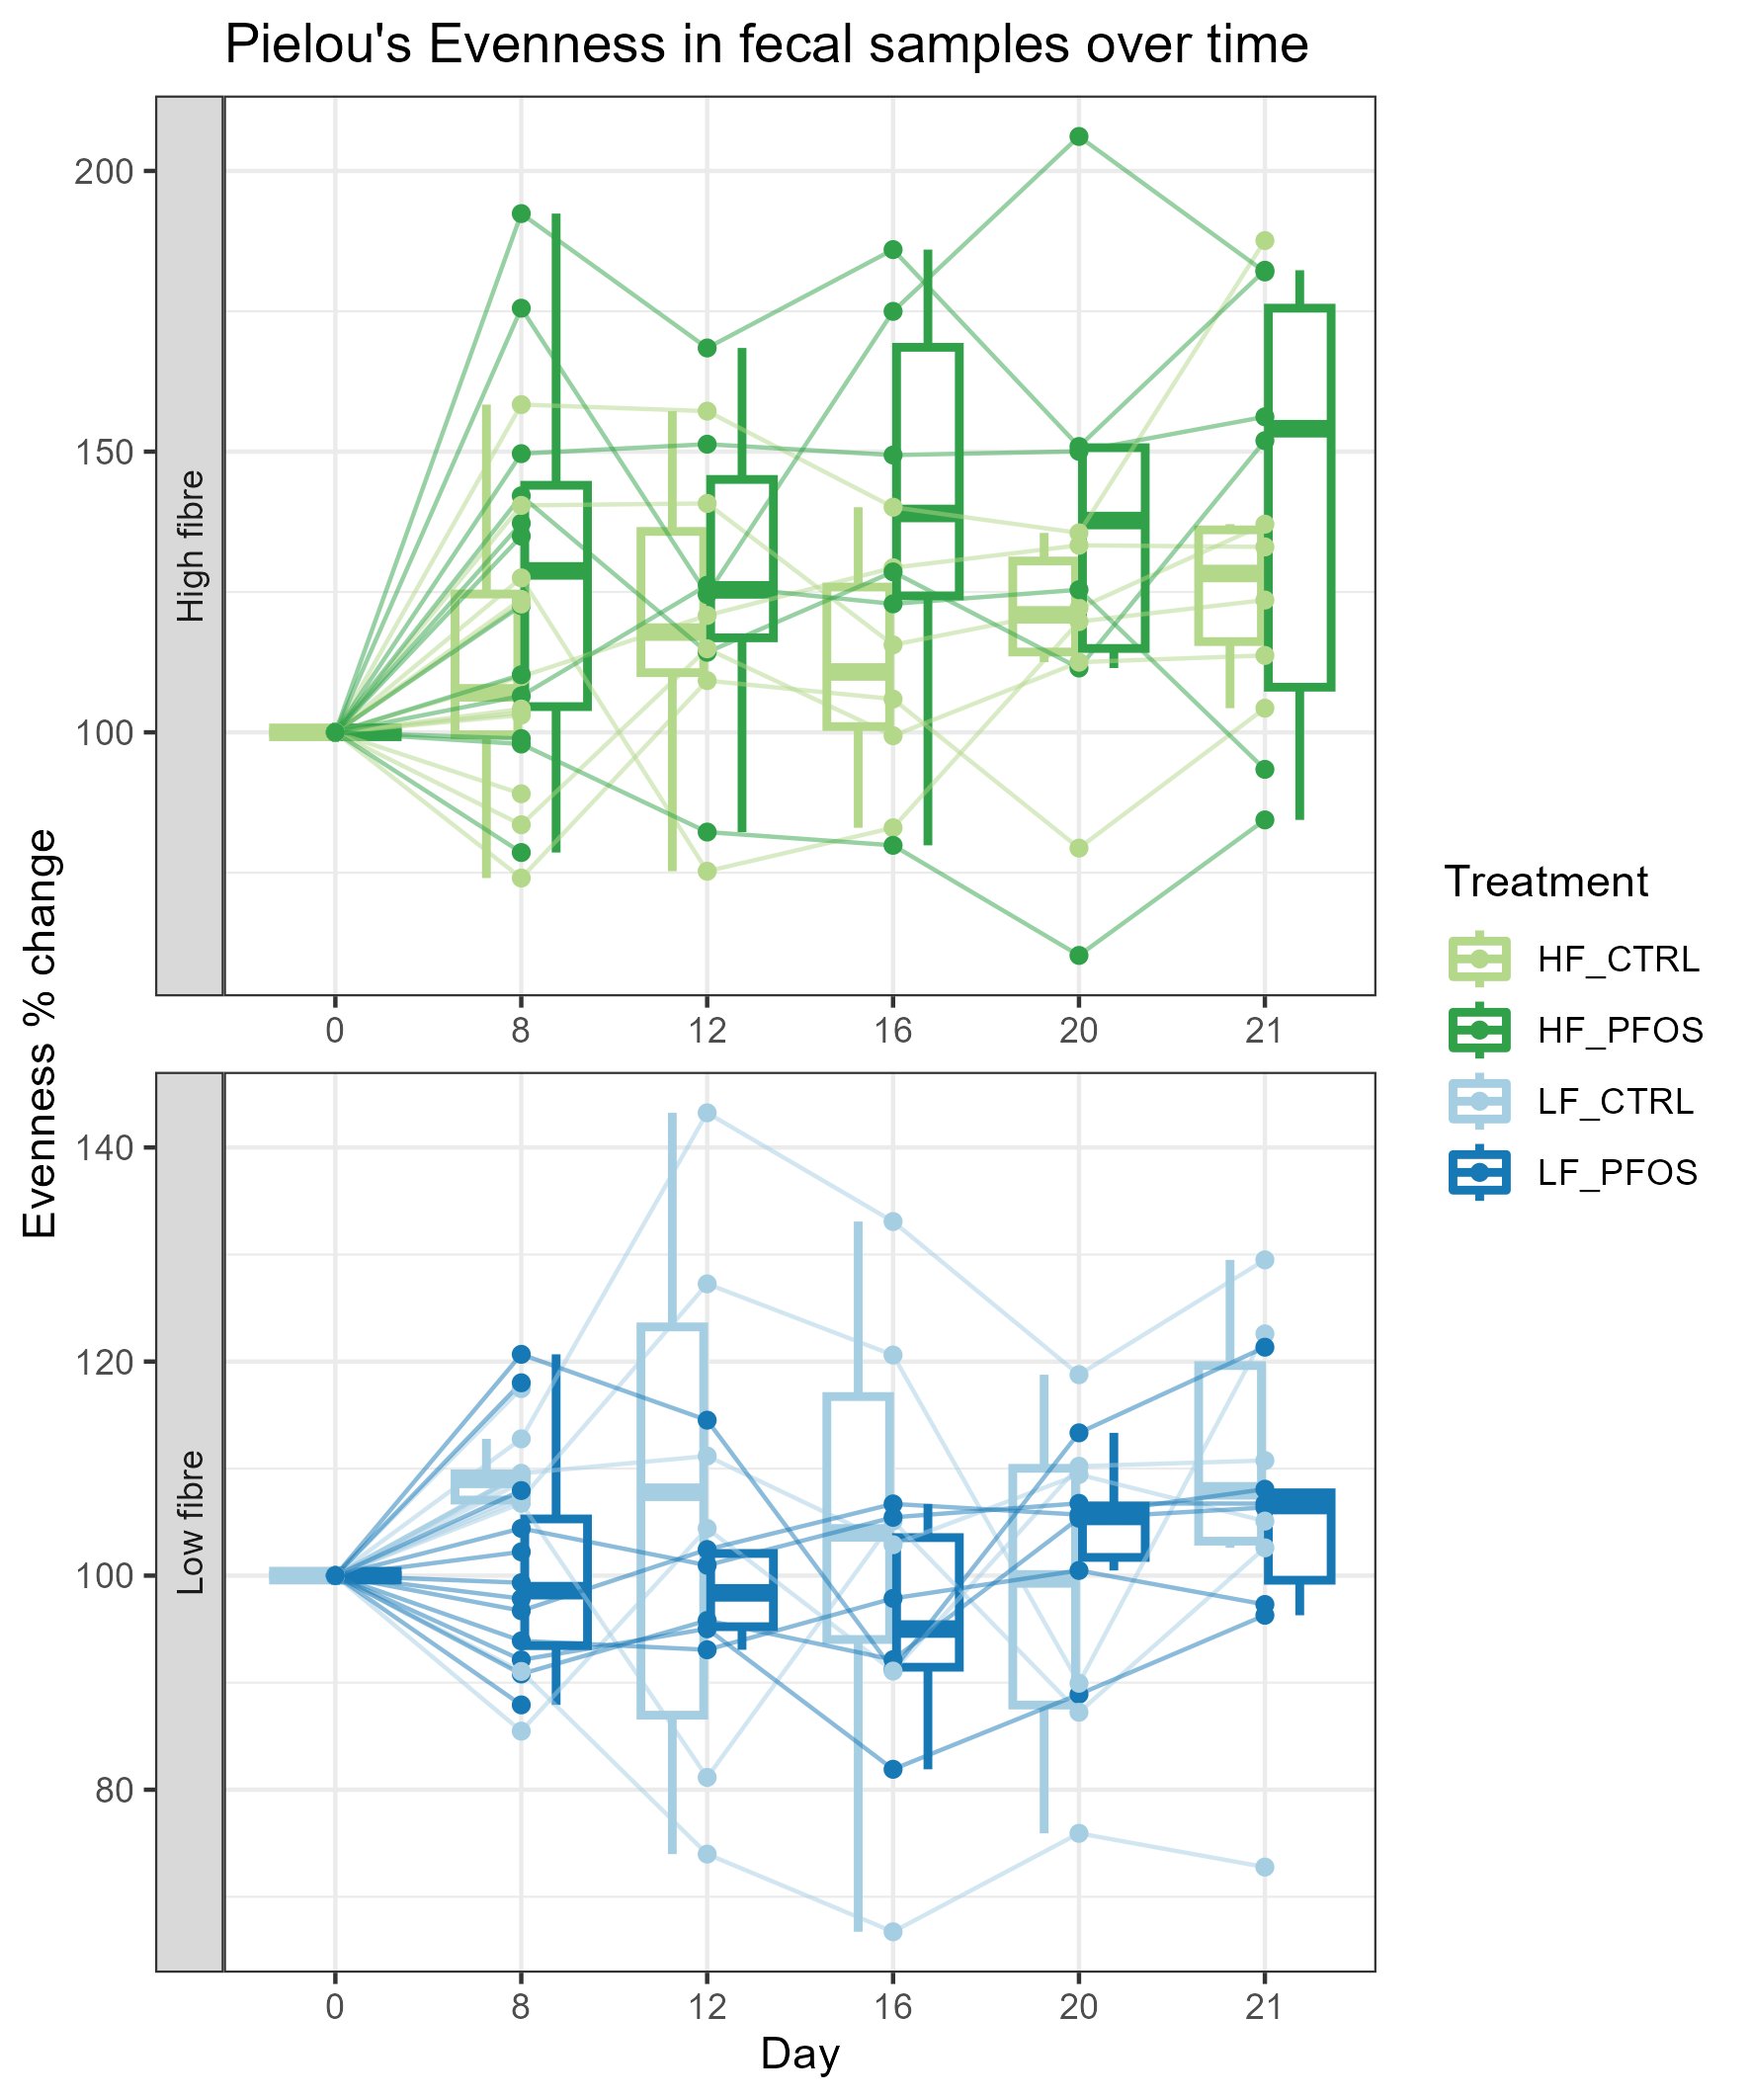 Pielou's Evenness in fecal samples over time
Evenness % change
High fibre
200
150
100
0 8 12 16 20 21
Low fibre
140
120
100
80
0 8 12 16 20 21
Day
Treatment
HF_CTRL
HF_PFOS
LF_CTRL
LF_PFOS